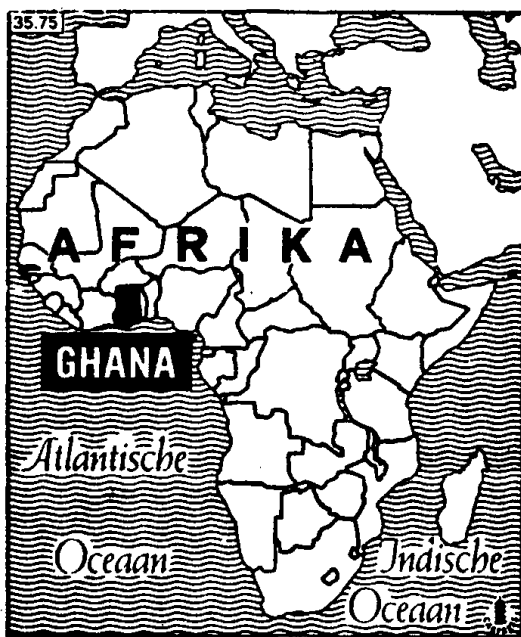 35.75
AFRIKA
GHANA
Atlantische
Oceaan
Indische
Oceaan